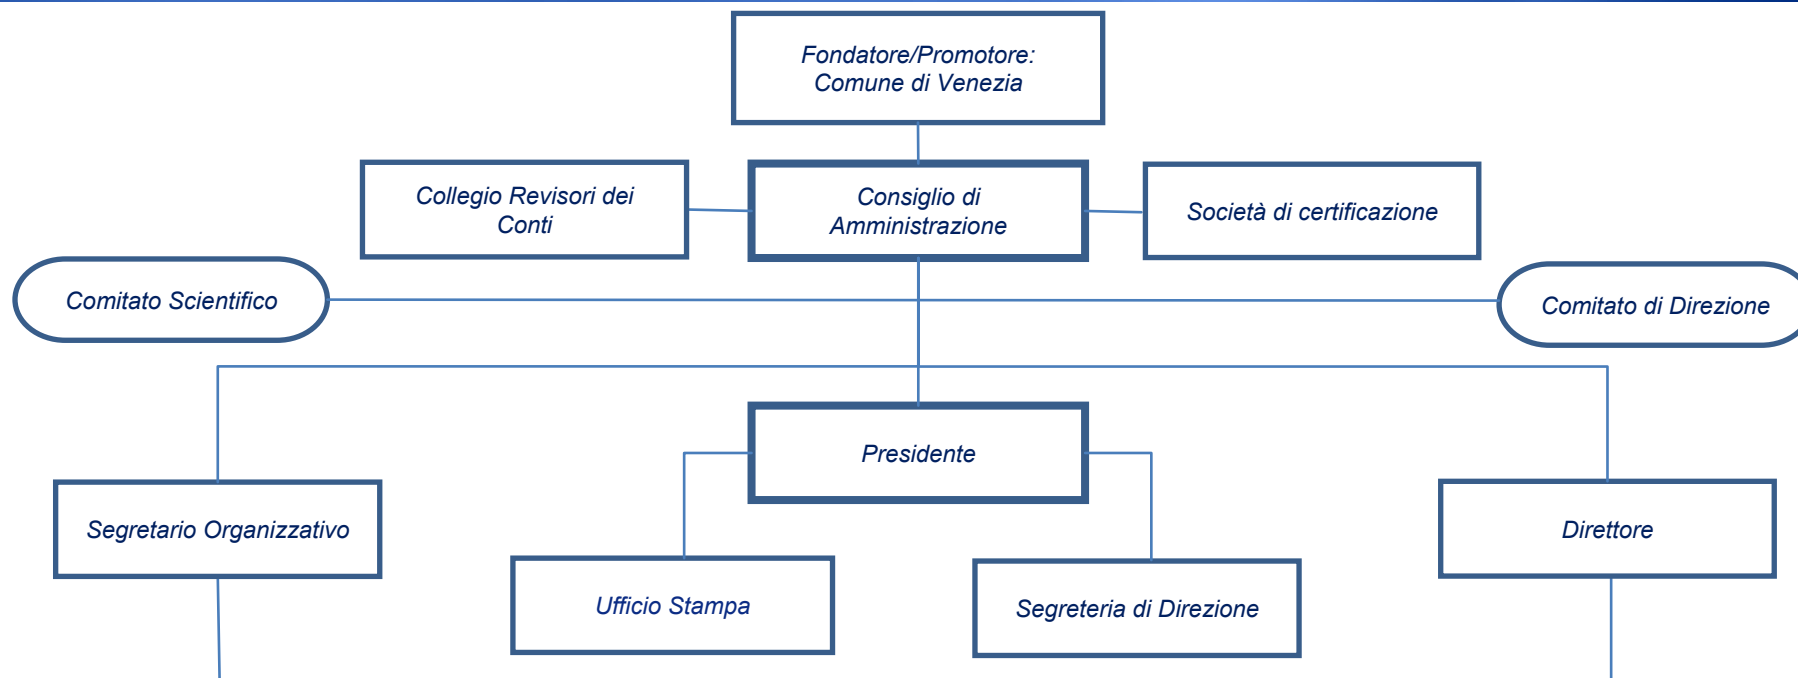 Fondatore/Promotore:
Comune di Venezia
Collegio Revisori dei
Conti
Consiglio di
Amministrazione
Società di certificazione
Comitato Scientifico
Comitato di Direzione
Presidente
Segretario Organizzativo
Direttore
Ufficio Stampa
Segreteria di Direzione